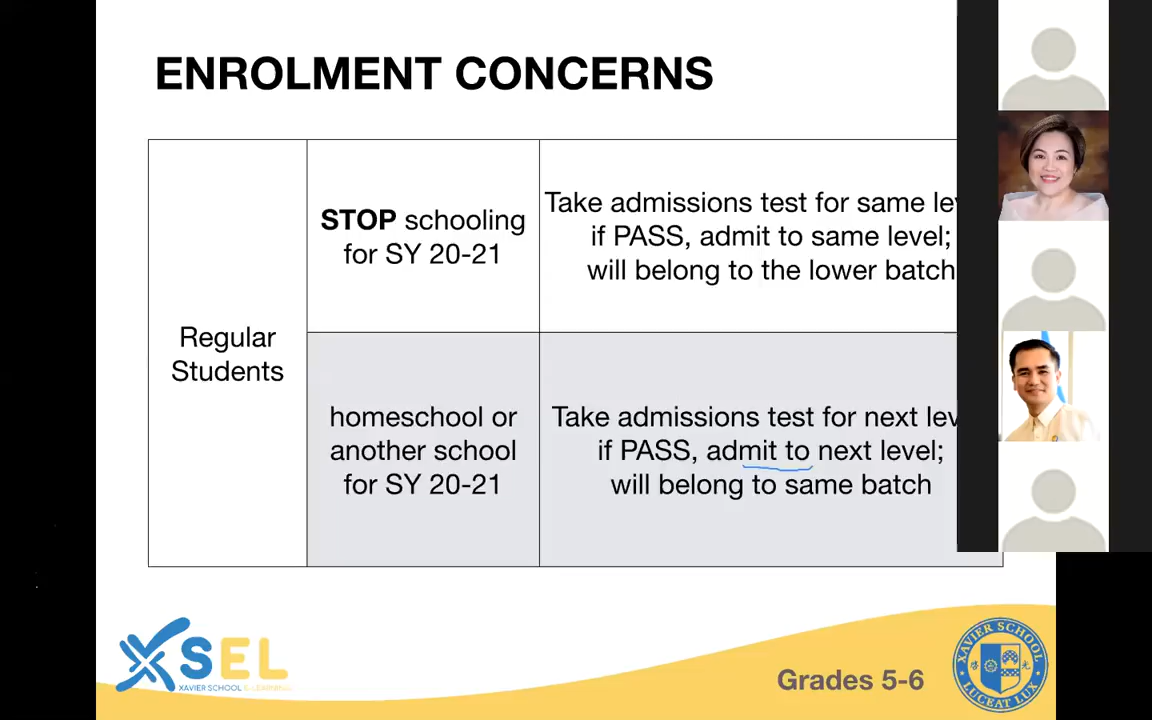 ENROLMENT CONCERNS
Regular
Students
STOP schooling
for SY 20-21
Take admissions test for same
if PASS, admit to same level;
will belong to the lower batch
homeschool or
another school
for SY 20-21
Take admissions test for next
if PASS, admit to next level;
will belong to same batch
XSEL
XAVIER SCHOOL E-LEARNING
Grades 5-6
XAVIER SCHOOL
LUCEAT LUX